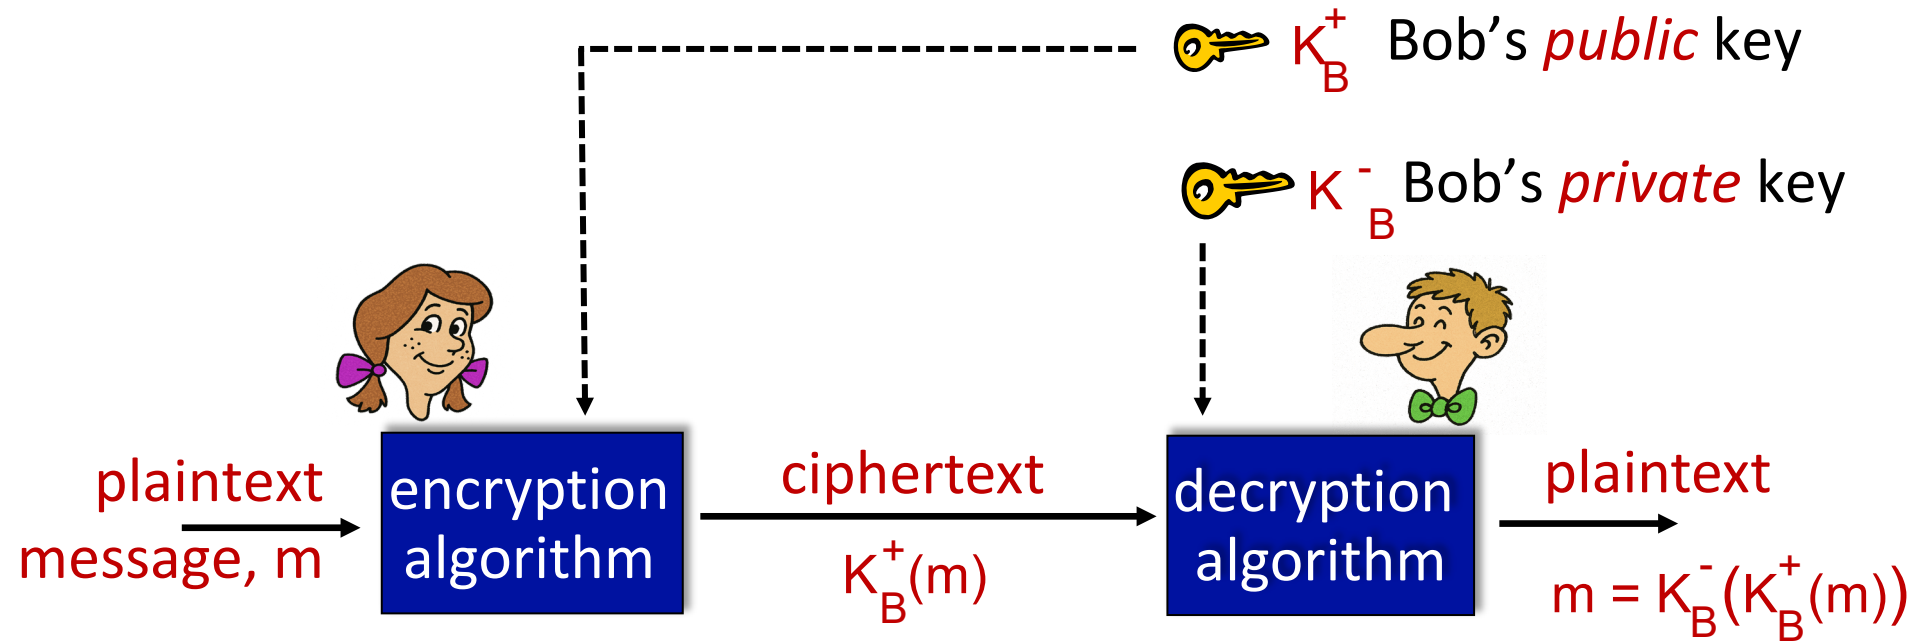 K_B^+ Bob’s public key
K_B^- Bob’s private key
plaintext
message, m
encryption
algorithm
ciphertext
K_B^+(m)
decryption
algorithm
plaintext
m = K_B^-(K_B^+(m))